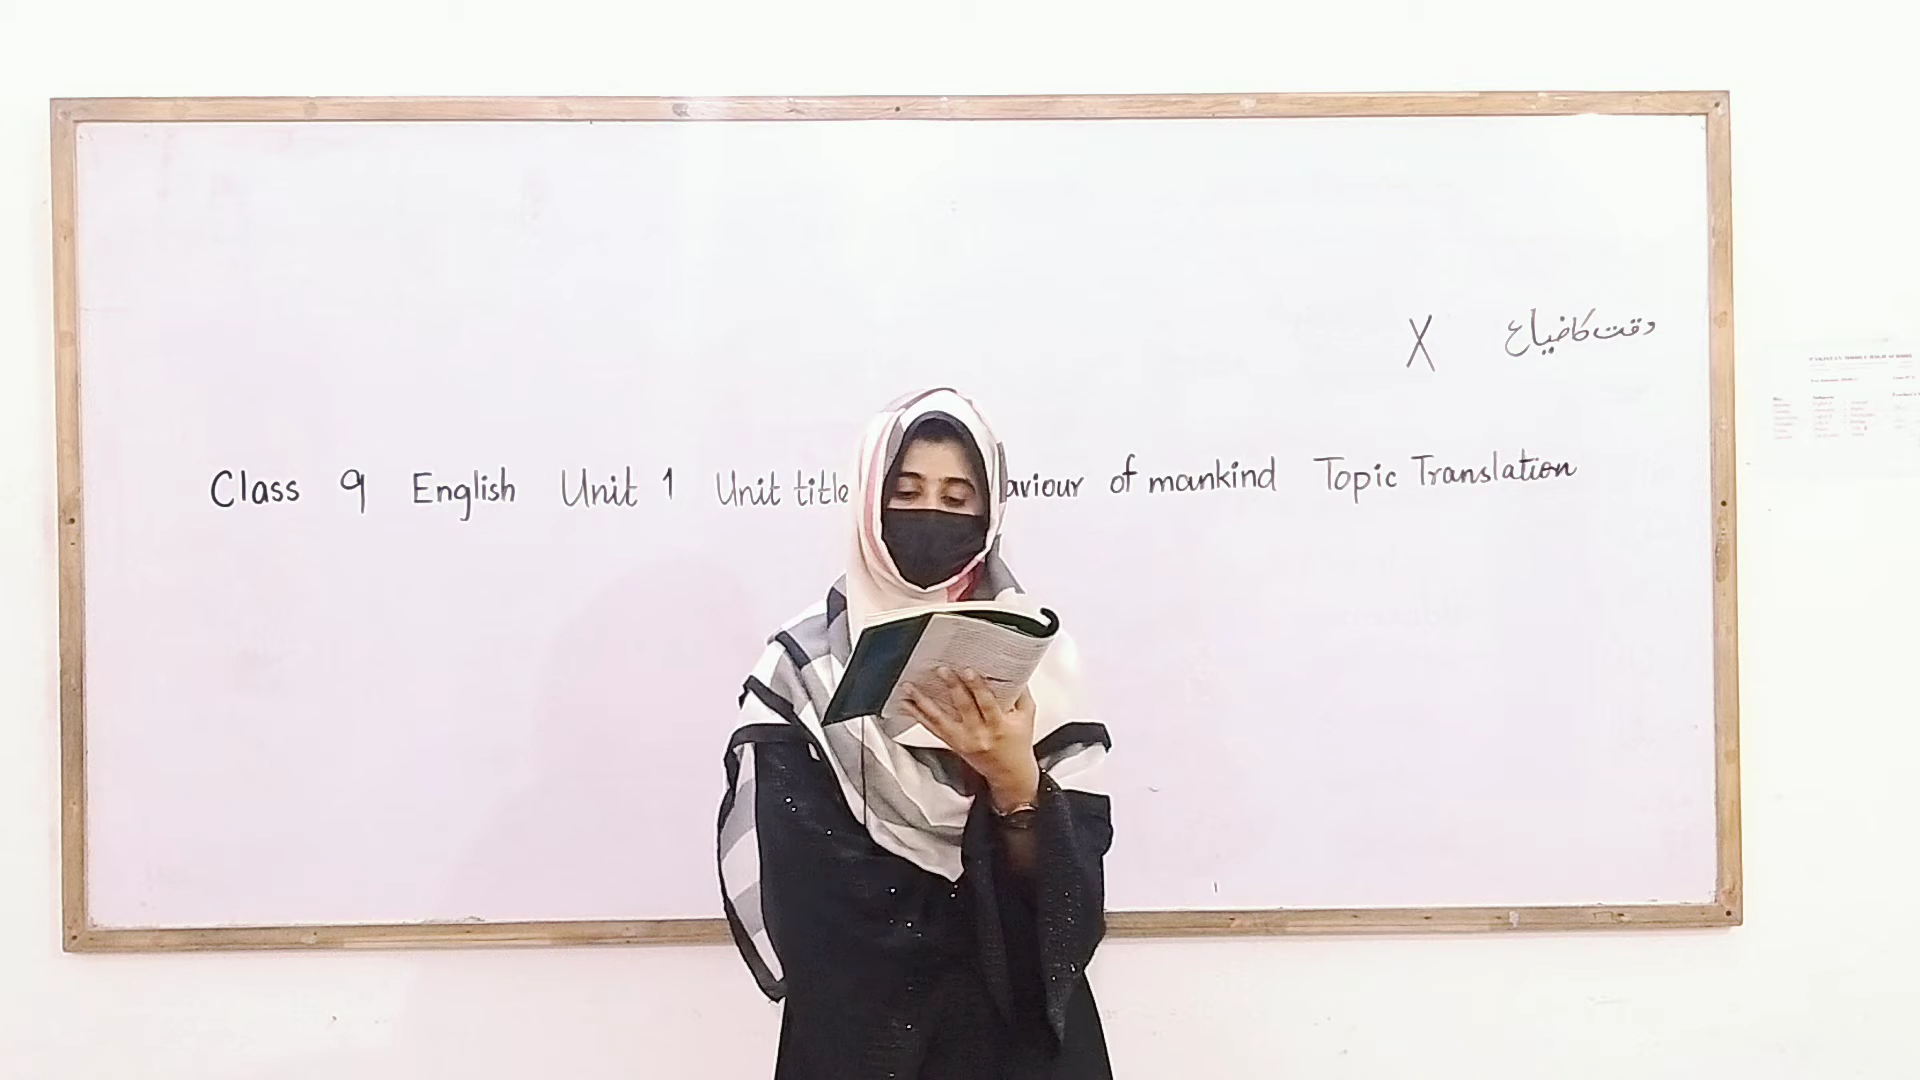 X وقت کا ضیاع
Class 9 English Unit 1 Unit title aviour of mankind Topic Translation